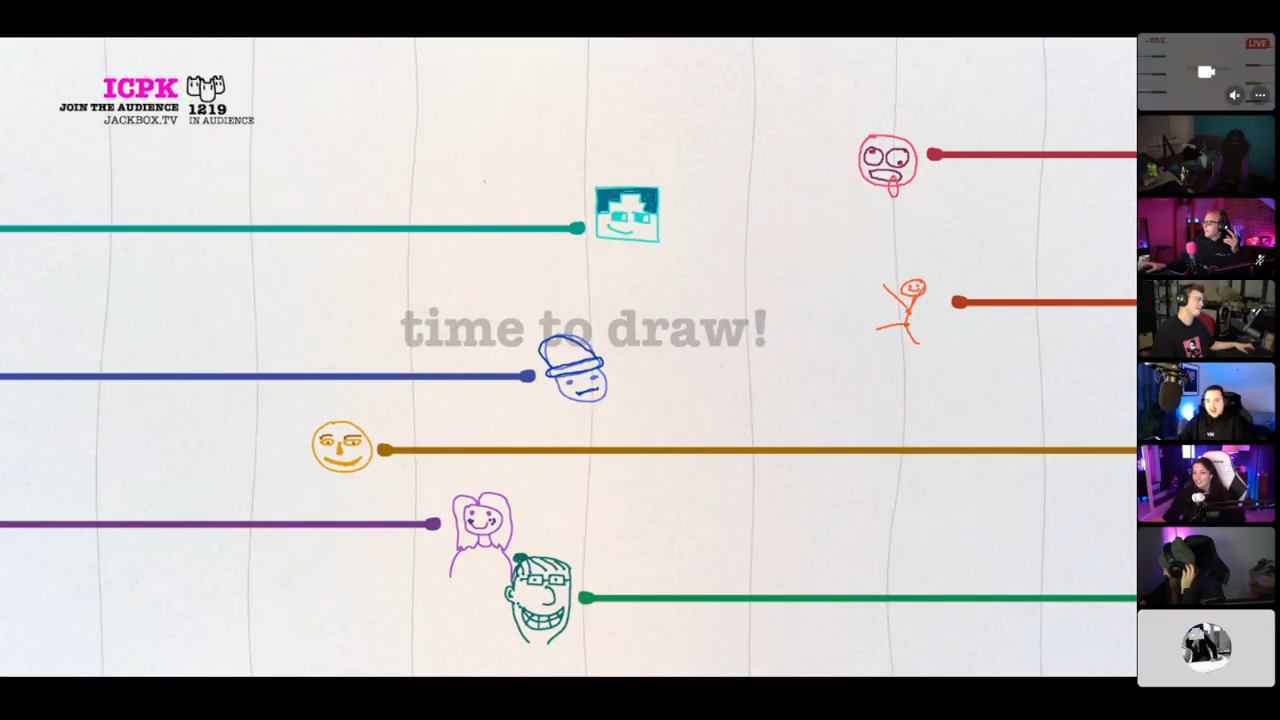 ICPK
JOIN THE AUDIENCE
JACKBOX.TV
1219
IN AUDIENCE
time to draw!
LIVE